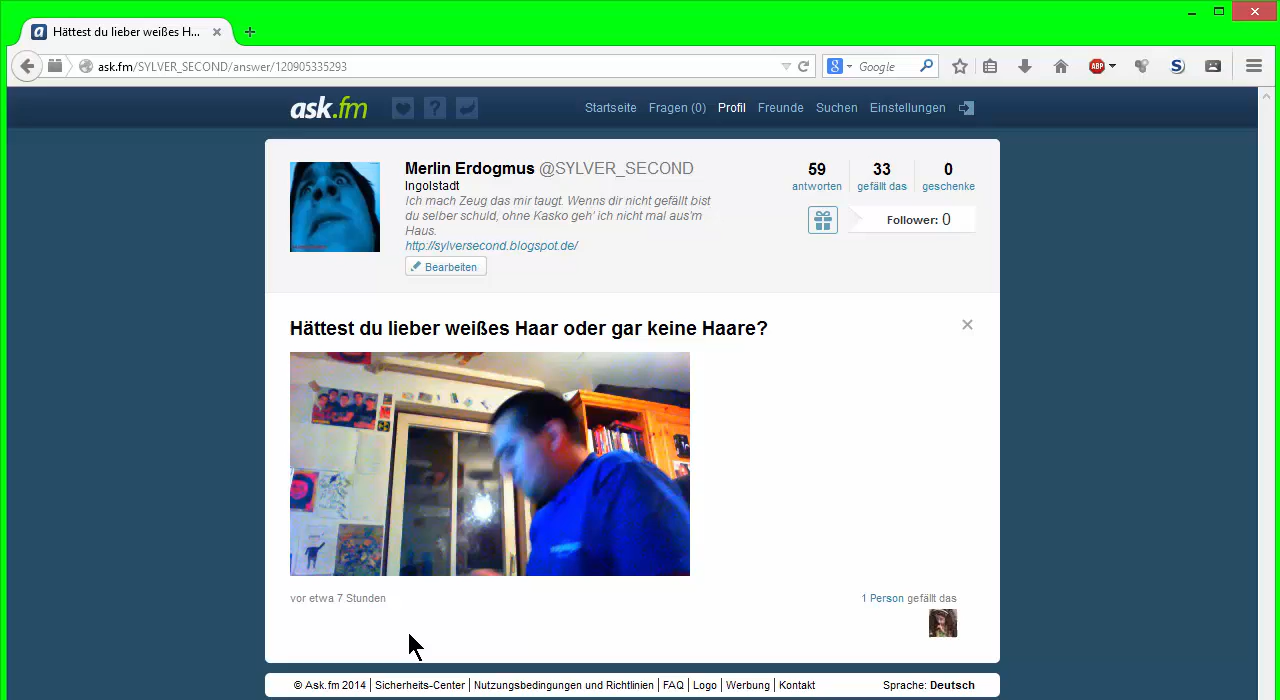 Hättest du lieber weißes H...
ask.fm/SYLVER_SECOND/answer/120905335293
Google
ABP
ask.fm
Startseite Fragen (0) Profil Freunde Suchen Einstellungen
Merlin Erdogmus @SYLVER_SECOND
Ingolstadt
Ich mach Zeug das mir taugt. Wenns dir nicht gefällt bist
du selber schuld, ohne Kasko geh' ich nicht mal aus'm
Haus.
http://sylversecond.blogspot.de/
Bearbeiten
59 33 0
antworten gefällt das geschenke
Follower: 0
Hättest du lieber weißes Haar oder gar keine Haare?
vor etwa 7 Stunden
1 Person gefällt das
© Ask.fm 2014 | Sicherheits-Center | Nutzungsbedingungen und Richtlinien | FAQ | Logo | Werbung | Kontakt
Sprache: Deutsch